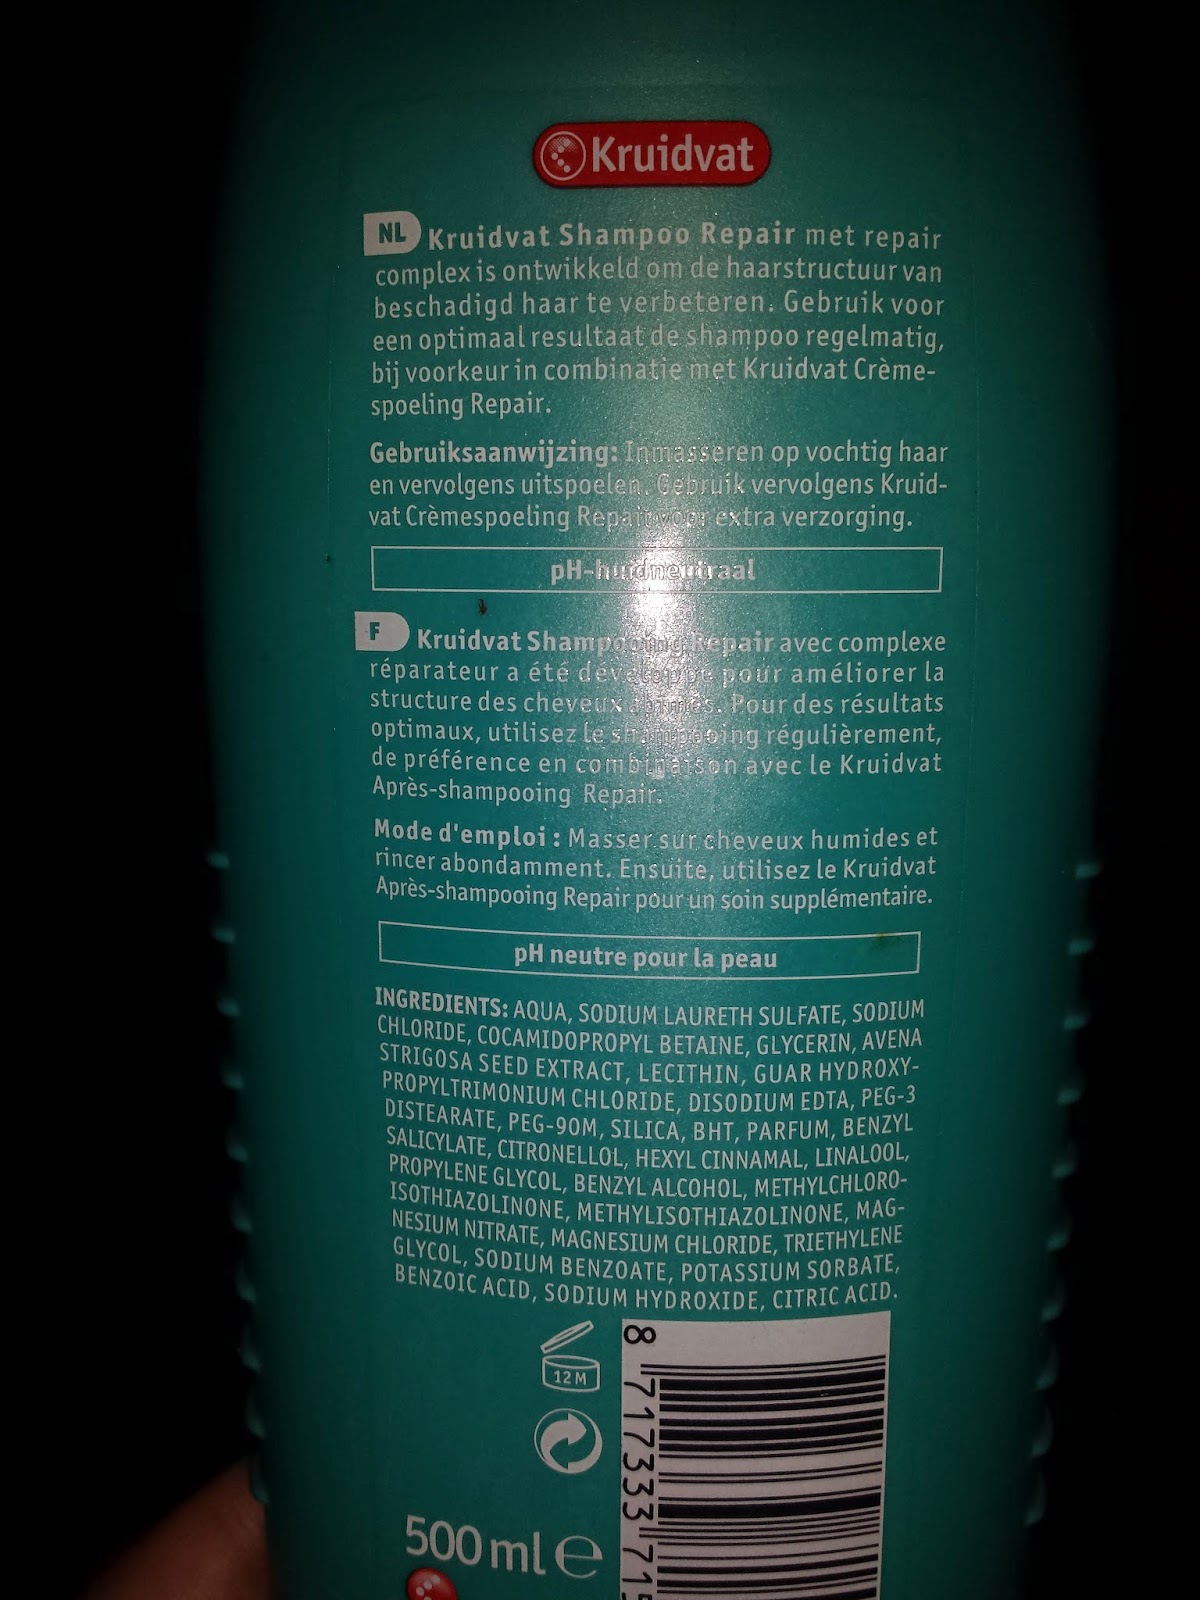 Kruidvat
NL Kruidvat Shampoo Repair met repair
complex is ontwikkeld om de haarstructuur van
beschadigd haar te verbeteren. Gebruik voor
een optimaal resultaat de shampoo regelmatig,
bij voorkeur in combinatie met Kruidvat Crème-
spoeling Repair.
Gebruiksaanwijzing: Inmasseren op vochtig haar
en vervolgens uitspoelen. Gebruik vervolgens Kruid-
vat Crèmespoeling Repair voor extra verzorging.
pH-huidneutraal
F Kruidvat Shampooing Repair avec complexe
réparateur a été développé pour améliorer la
structure des cheveux abîmés. Pour des résultats
optimaux, utilisez le shampooing régulièrement,
de préférence en combinaison avec le Kruidvat
Après-shampooing Repair.
Mode d'emploi : Masser sur cheveux humides et
rincer abondamment. Ensuite, utilisez le Kruidvat
Après-shampooing Repair pour un soin supplémentaire.
pH neutre pour la peau
INGREDIENTS: AQUA, SODIUM LAURETH SULFATE, SODIUM
CHLORIDE, COCAMIDOPROPYL BETAINE, GLYCERIN, AVENA
STRIGOSA SEED EXTRACT, LECITHIN, GUAR HYDROXY-
PROPYLTRIMONIUM CHLORIDE, DISODIUM EDTA, PEG-3
DISTEARATE, PEG-90M, SILICA, BHT, PARFUM, BENZYL
SALICYLATE, CITRONELLOL, HEXYL CINNAMAL, LINALOOL,
PROPYLENE GLYCOL, BENZYL ALCOHOL, METHYLCHLORO-
ISOTHIAZOLINONE, METHYLISOTHIAZOLINONE, MAG-
NESIUM NITRATE, MAGNESIUM CHLORIDE, TRIETHYLENE
GLYCOL, SODIUM BENZOATE, POTASSIUM SORBATE,
BENZOIC ACID, SODIUM HYDROXIDE, CITRIC ACID.
12 M
8 717333 71
500 ml e